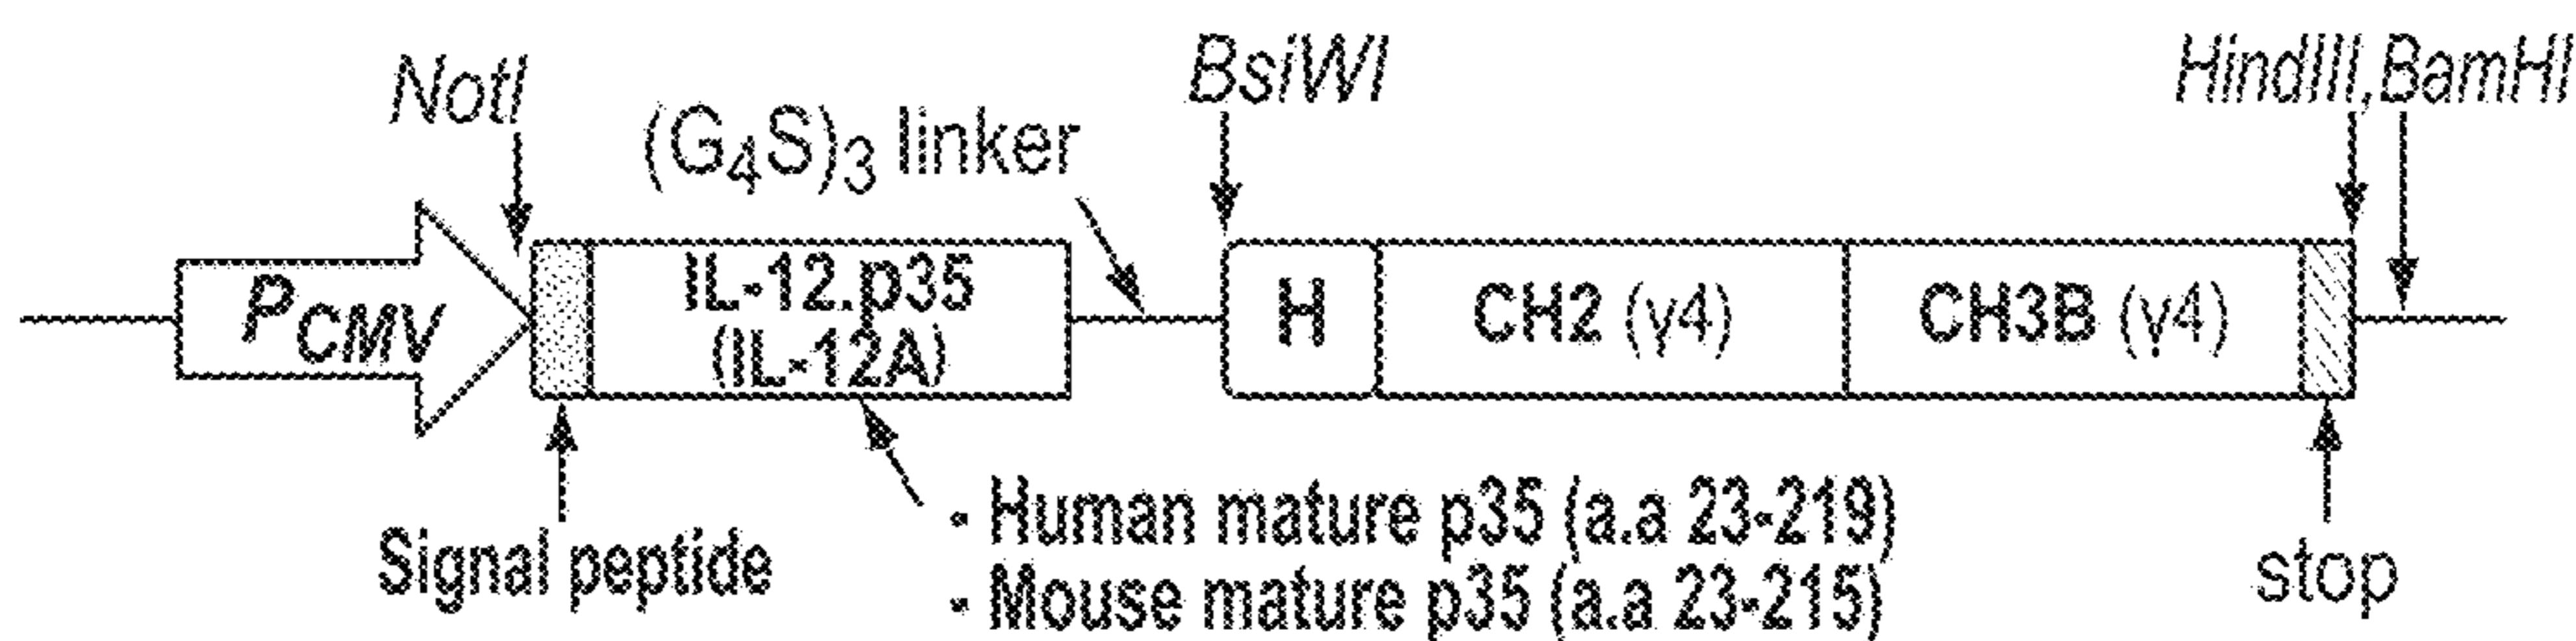 NotI
(G4S)3 linker
BsiWI
HindIII,BamHI
PCMV
IL-12.p35
(IL-12A)
H
CH2 (γ4)
CH3B (γ4)
Signal peptide
- Human mature p35 (a.a 23-219)
- Mouse mature p35 (a.a 23-215)
stop